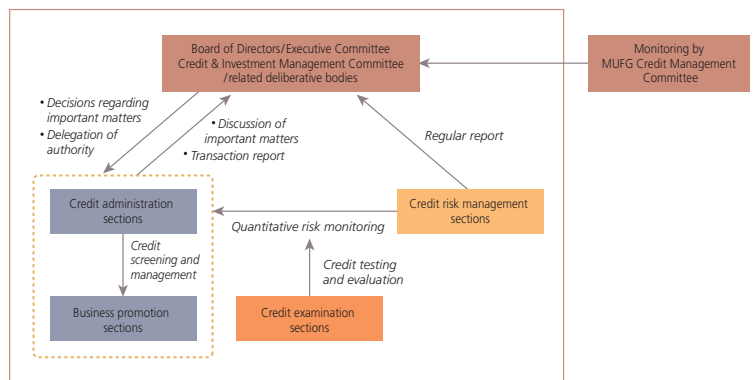 Board of Directors/Executive Committee
Credit & Investment Management Committee
/related deliberative bodies
Monitoring by
MUFG Credit Management
Committee
• Decisions regarding
important matters
• Delegation of
authority
• Discussion of
important matters
• Transaction report
Regular report
Credit administration
sections
Credit risk management
sections
Quantitative risk monitoring
Credit
screening and
management
Credit testing
and evaluation
Business promotion
sections
Credit examination
sections